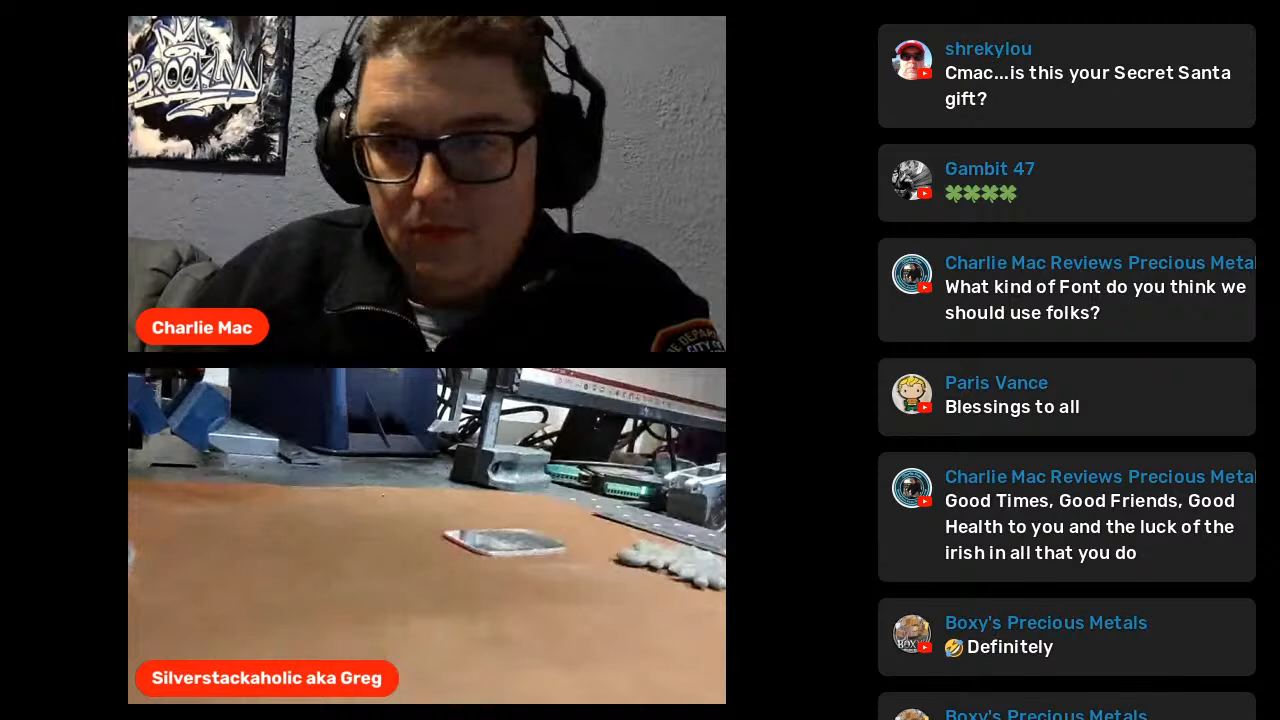 BROOKLYN
Charlie Mac
CITY
Silverstackaholic aka Greg
shrekylou
Cmac...is this your Secret Santa
gift?
Gambit 47
🍀🍀🍀🍀
Charlie Mac Reviews Precious Metal
What kind of Font do you think we
should use folks?
Paris Vance
Blessings to all
Charlie Mac Reviews Precious Metal
Good Times, Good Friends, Good
Health to you and the luck of the
irish in all that you do
Boxy's Precious Metals
🤣 Definitely
Boxy's Precious Metals